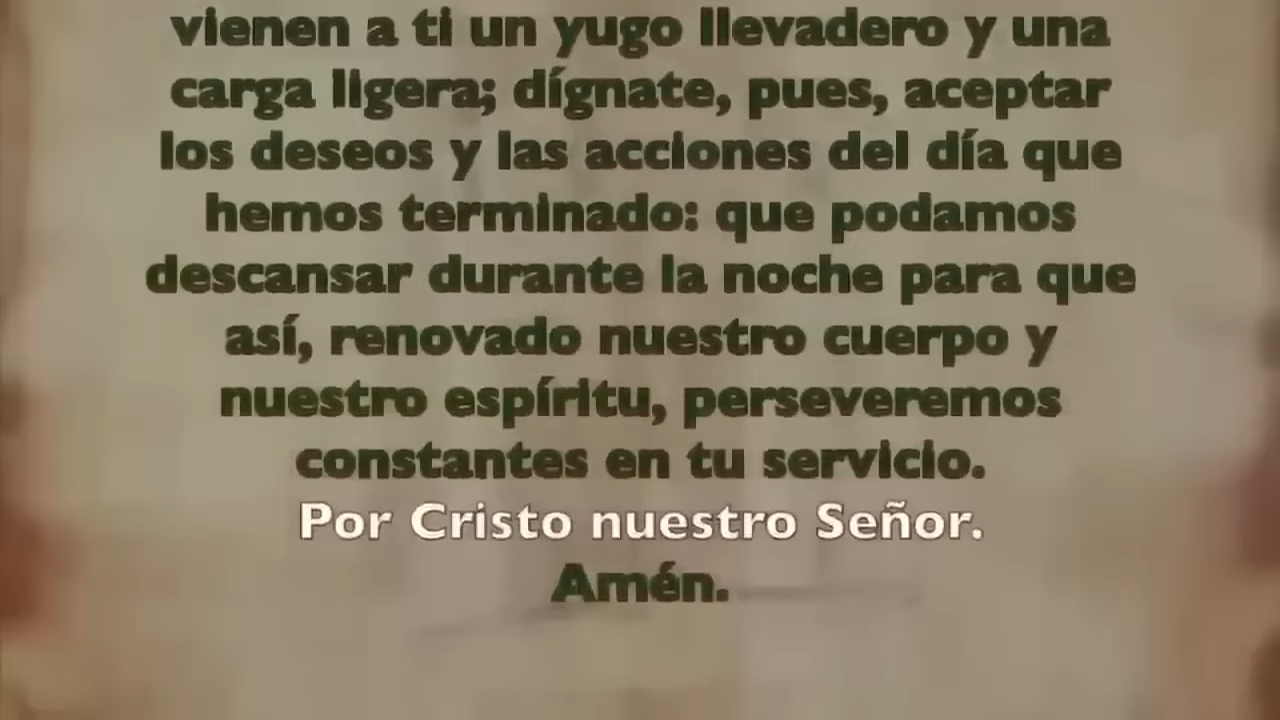 vienen a ti un yugo llevadero y una
carga ligera; dígnate, pues, aceptar
los deseos y las acciones del día que
hemos terminado: que podamos
descansar durante la noche para que
así, renovado nuestro cuerpo y
nuestro espíritu, perseveremos
constantes en tu servicio.
Por Cristo nuestro Señor.
Amén.